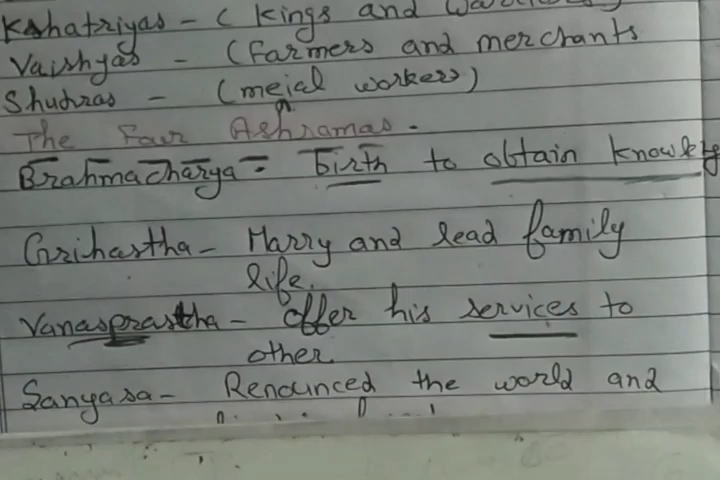 Kshatriyas - ( Kings and
Vaishyas - (Farmers and merchants
Shudras - (meial workers)
The Four Ashramas.
Brahmacharya - Birth to obtain
Grihastha - Marry and lead family
life.
Vanasprastha - offer his services to
other
Sanyasa - Renounced the world and